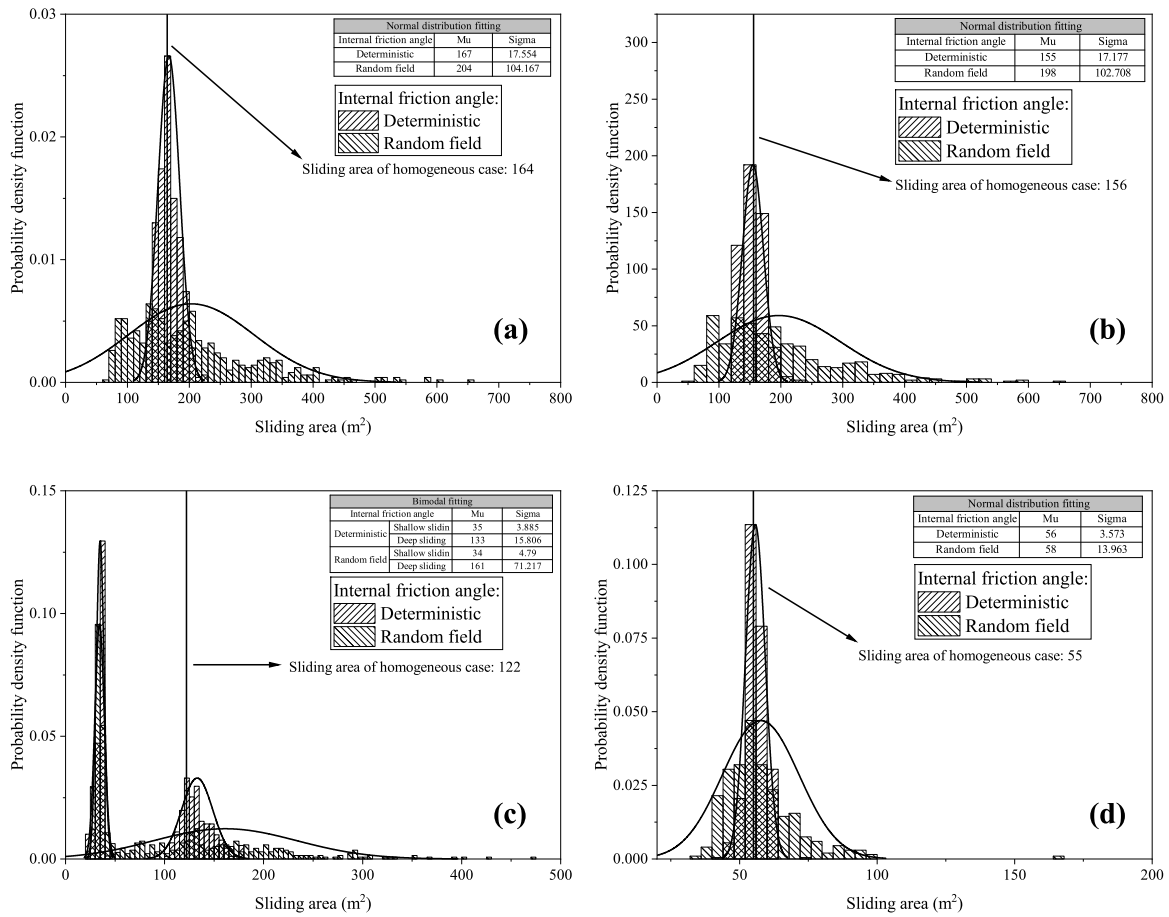 0.03
0.02
0.01
0.00
Probability density function
0 100 200 300 400 500 600 700 800
Sliding area (m²)
Normal distribution fitting
Internal friction angle Mu Sigma
Deterministic 167 17.554
Random field 204 104.167
Internal friction angle:
Deterministic
Random field
Sliding area of homogeneous case: 164
(a)
300
250
200
150
100
50
0
Probability density function
0 100 200 300 400 500 600 700 800
Sliding area (m²)
Normal distribution fitting
Internal friction angle Mu Sigma
Deterministic 155 17.177
Random field 198 102.708
Internal friction angle:
Deterministic
Random field
Sliding area of homogeneous case: 156
(b)
0.15
0.10
0.05
0.00
Probability density function
0 100 200 300 400 500
Sliding area (m²)
Bimodal fitting
Internal friction angle Mu Sigma
Deterministic
Shallow slidin 35 3.885
Deep sliding 133 15.806
Random field
Shallow slidin 34 4.79
Deep sliding 161 71.217
Internal friction angle:
Deterministic
Random field
Sliding area of homogeneous case: 122
(c)
0.125
0.100
0.075
0.050
0.025
0.000
Probability density function
50 100 150 200
Sliding area (m²)
Normal distribution fitting
Internal friction angle Mu Sigma
Deterministic 56 3.573
Random field 58 13.963
Internal friction angle:
Deterministic
Random field
Sliding area of homogeneous case: 55
(d)